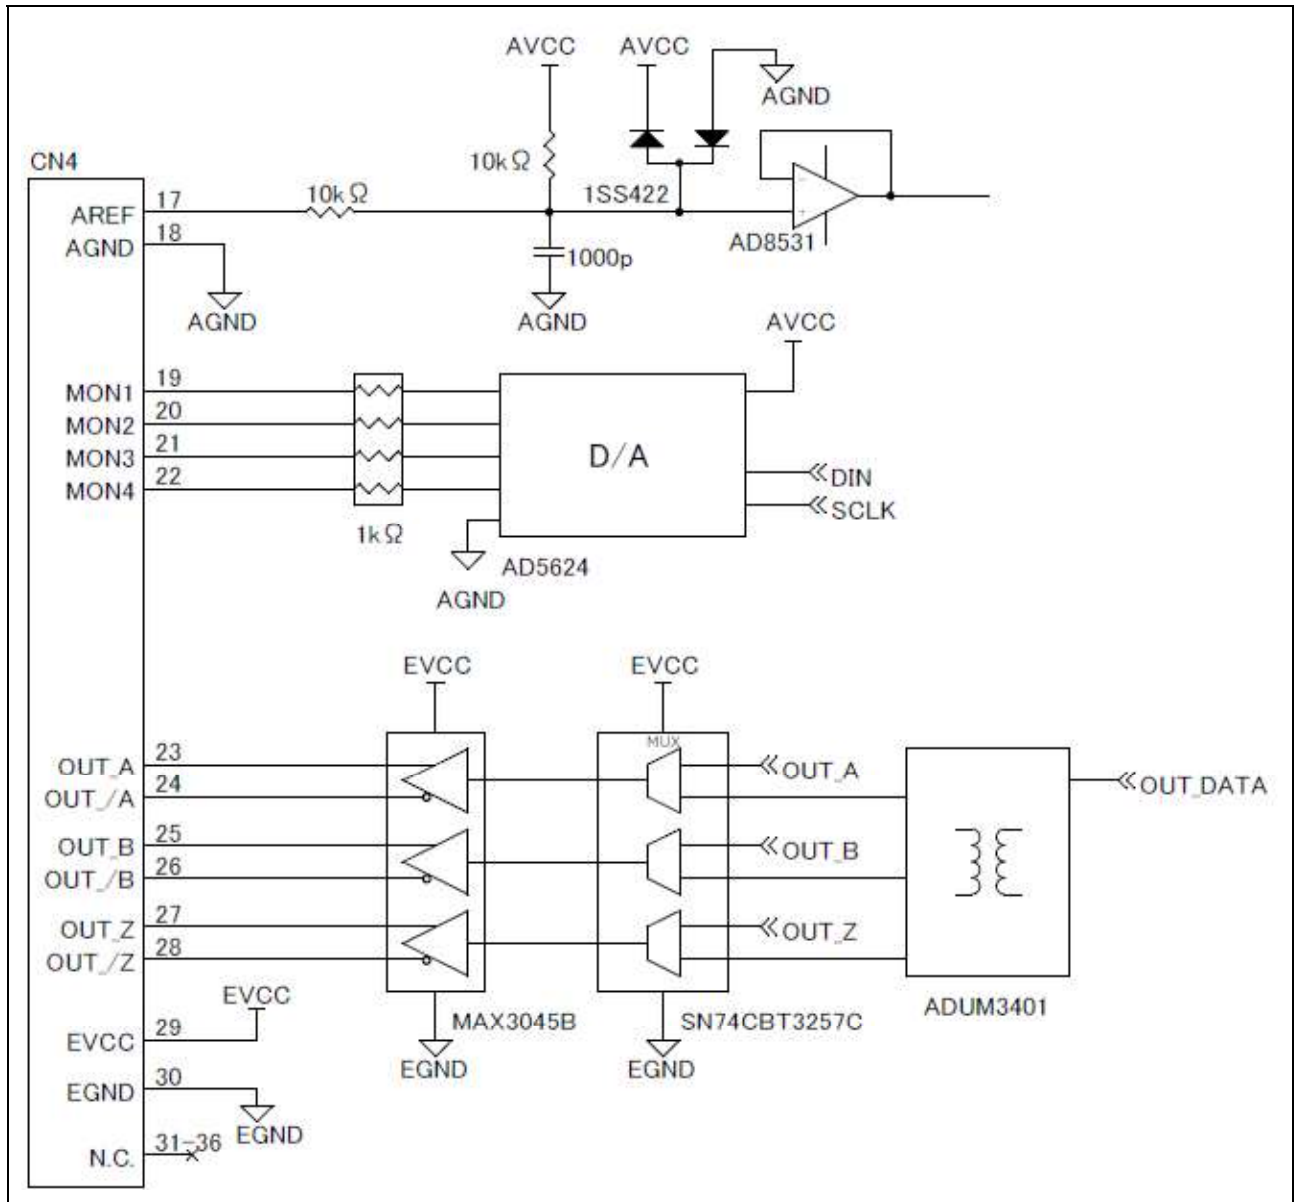 AVCC
AVCC
AGND
CN4
10kΩ
10kΩ
1SS422
AREF 17
AGND 18
AD8531
1000p
AGND
AGND
AVCC
MON1 19
MON2 20
MON3 21
MON4 22
D/A
DIN
SCLK
1kΩ
AD5624
AGND
EVCC
EVCC
MUX
OUT_A 23
OUT_A
OUT_DATA
OUT_/A 24
OUT_B 25
OUT_B
OUT_/B 26
OUT_Z 27
OUT_Z
OUT_/Z 28
EVCC
MAX3045B
SN74CBT3257C
ADUM3401
EVCC 29
EGND
EGND
EGND 30
EGND
N.C. 31-36